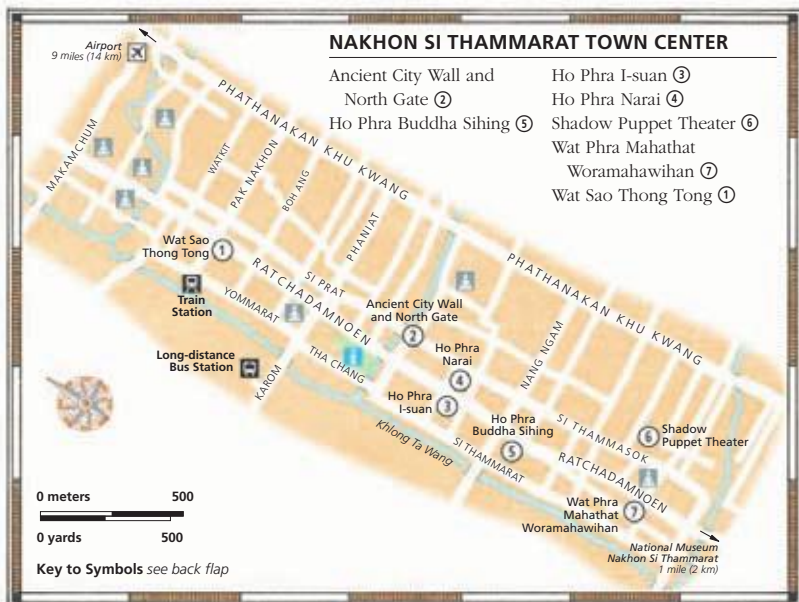 NAKHON SI THAMMARAT TOWN CENTER
Ancient City Wall and
North Gate ②
Ho Phra Buddha Sihing ⑤
Ho Phra I-suan ③
Ho Phra Narai ④
Shadow Puppet Theater ⑥
Wat Phra Mahathat
Woramahawihan ⑦
Wat Sao Thong Tong ①
Airport
9 miles (14 km)
MAKAMCHUM
PHATHANAKAN KHU KWANG
WATKIT
PAK NAKHON
BOH ANG
PHANIAT
Wat Sao
Thong Tong ①
Train
Station
RATCHADAMNOEN
SI PRAT
YOMMARAT
Ancient City Wall
and North Gate
②
PHATHANAKAN KHU KWANG
Long-distance
Bus Station
KAROM
THA CHANG
Ho Phra
Narai
④
NANG NGAM
Ho Phra
I-suan ③
Khlong Ta Wang
Ho Phra
Buddha Sihing
⑤
SI THAMMARAT
SI THAMMASOK
⑥ Shadow
Puppet Theater
RATCHADAMNOEN
Wat Phra
Mahathat ⑦
Woramahawihan
National Museum
Nakhon Si Thammarat
1 mile (2 km)
0 meters 500
0 yards 500
Key to Symbols see back flap